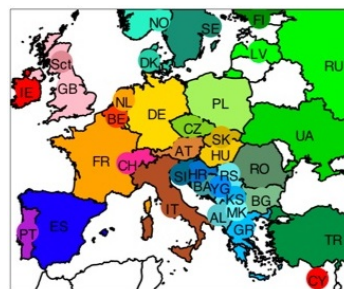 NO
SE
FI
Sct
DK
LV
RU
IE
GB
NL
BE
DE
PL
CZ
UA
FR
CH
AT
SK
HU
SI
HR
BA
YG
RS
RO
IT
KS
MK
AL
BG
GR
PT
ES
TR
CY